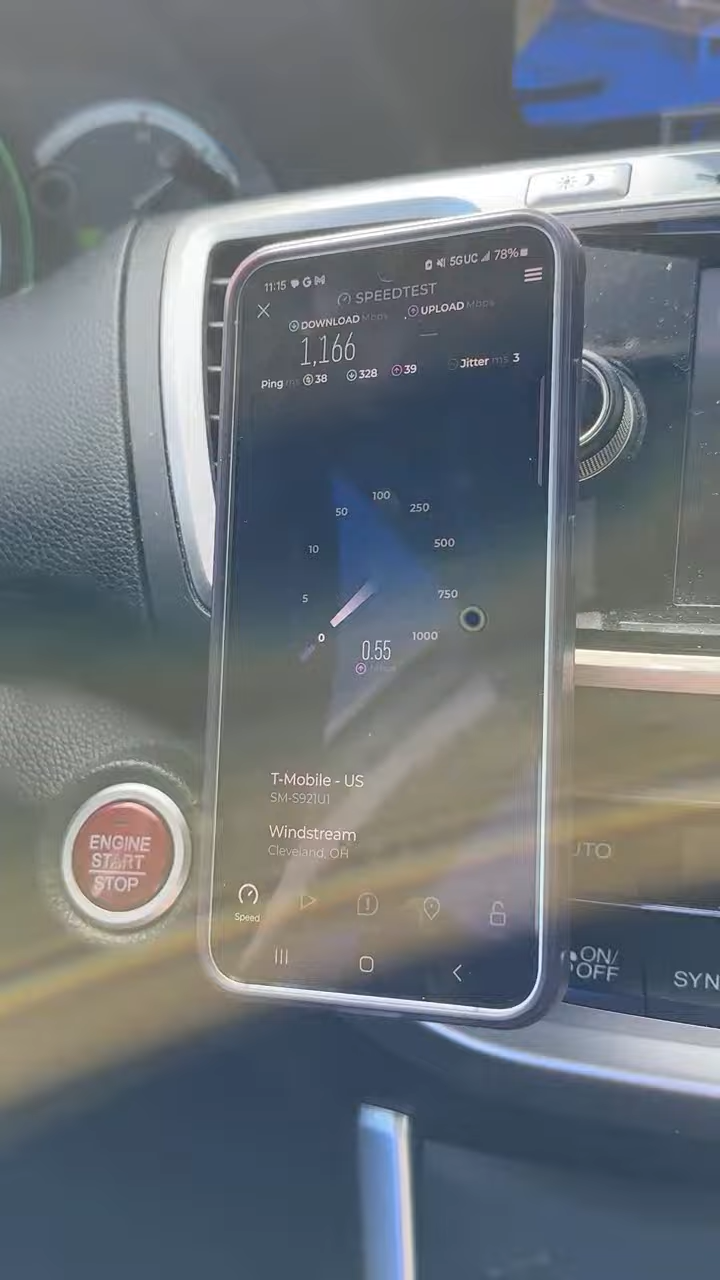 11:15 5GUC 78%
SPEEDTEST
DOWNLOAD Mbps UPLOAD Mbps
1,166
Ping ms 38 328 39 Jitter ms 3
100
50 250
10 500
5 750
0 1000
0.55
Mbps
T-Mobile - US
SM-S921U1
Windstream
Cleveland, OH
Speed
ENGINE
START
STOP
UTO
ON/
OFF
SYN